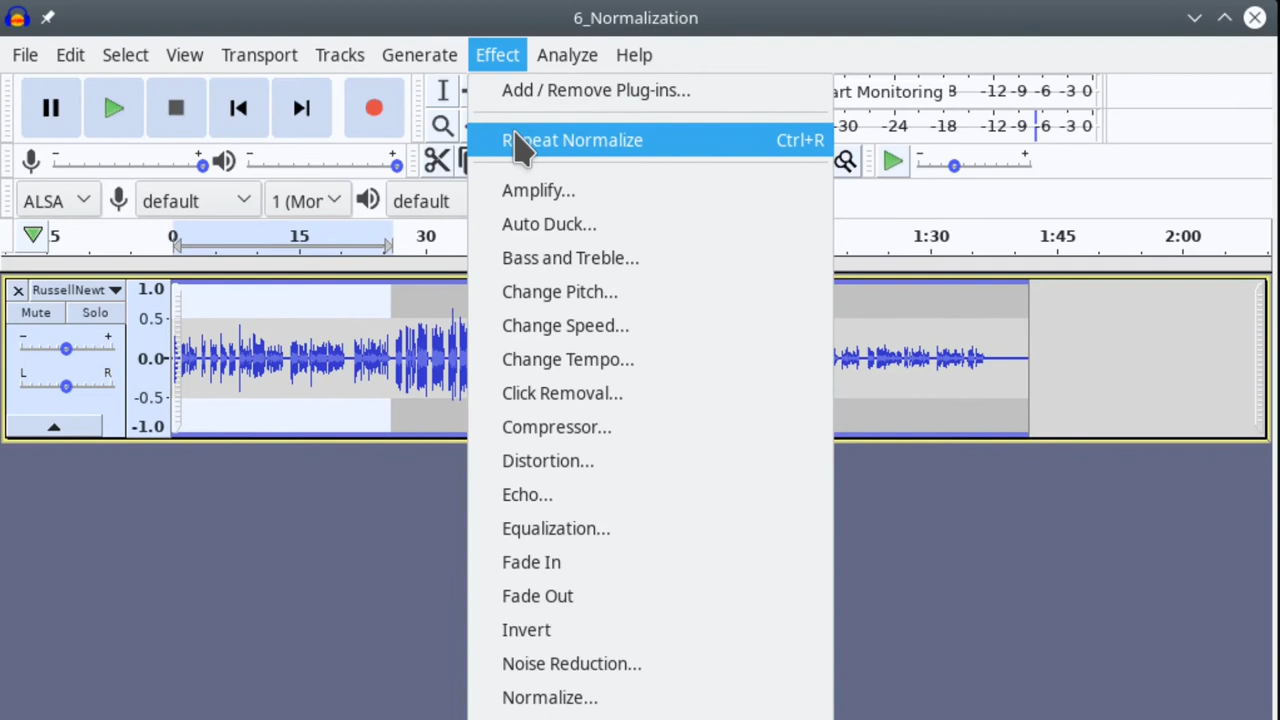 6_Normalization
File Edit Select View Transport Tracks Generate Effect Analyze Help
Add / Remove Plug-ins...
art Monitoring -12 -9 -6 -3 0
-30 -24 -18 -12 -9 -6 -3 0
Repeat Normalize Ctrl+R
- + - + - +
ALSA default 1 (Mor default
5 0 15 30 1:30 1:45 2:00
Amplify...
Auto Duck...
Bass and Treble...
Change Pitch...
Change Speed...
Change Tempo...
Click Removal...
Compressor...
Distortion...
Echo...
Equalization...
Fade In
Fade Out
Invert
Noise Reduction...
Normalize...
RussellNewt
Mute Solo
- +
L R
1.0
0.5
0.0
-0.5
-1.0